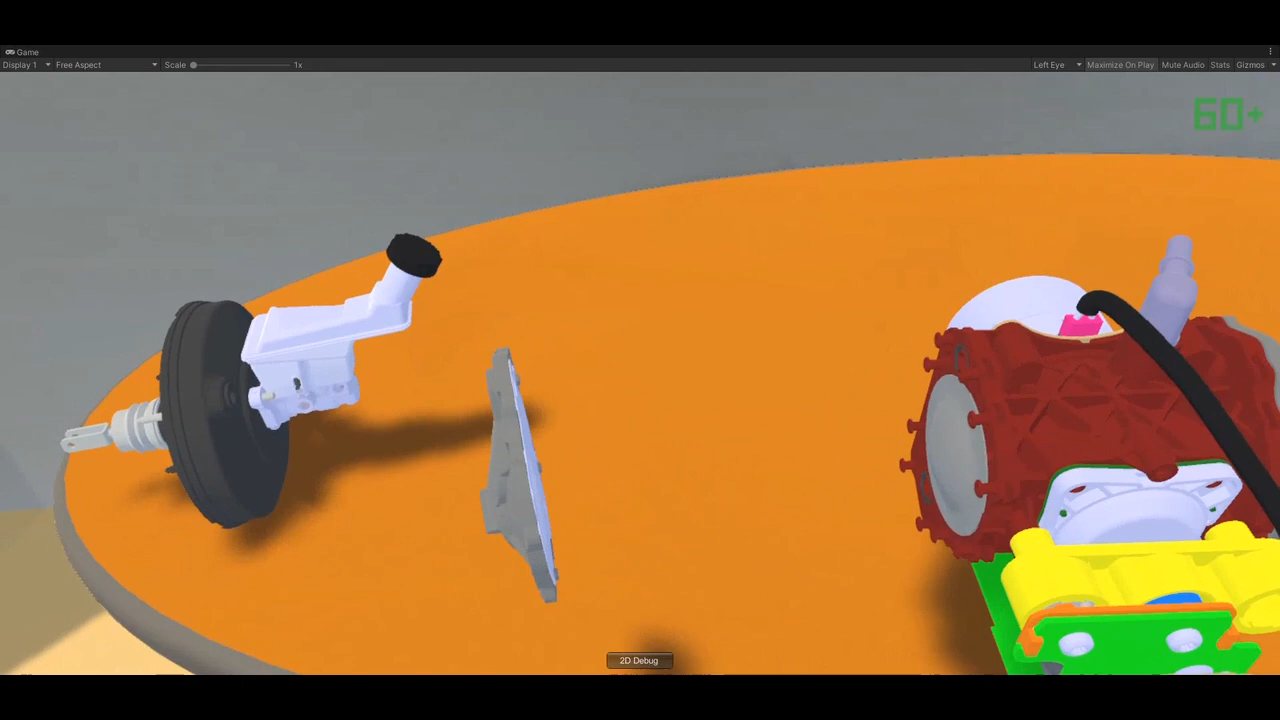 Game
Display 1 Free Aspect Scale 1x Left Eye Maximize On Play Mute Audio Stats Gizmos
60+
2D Debug